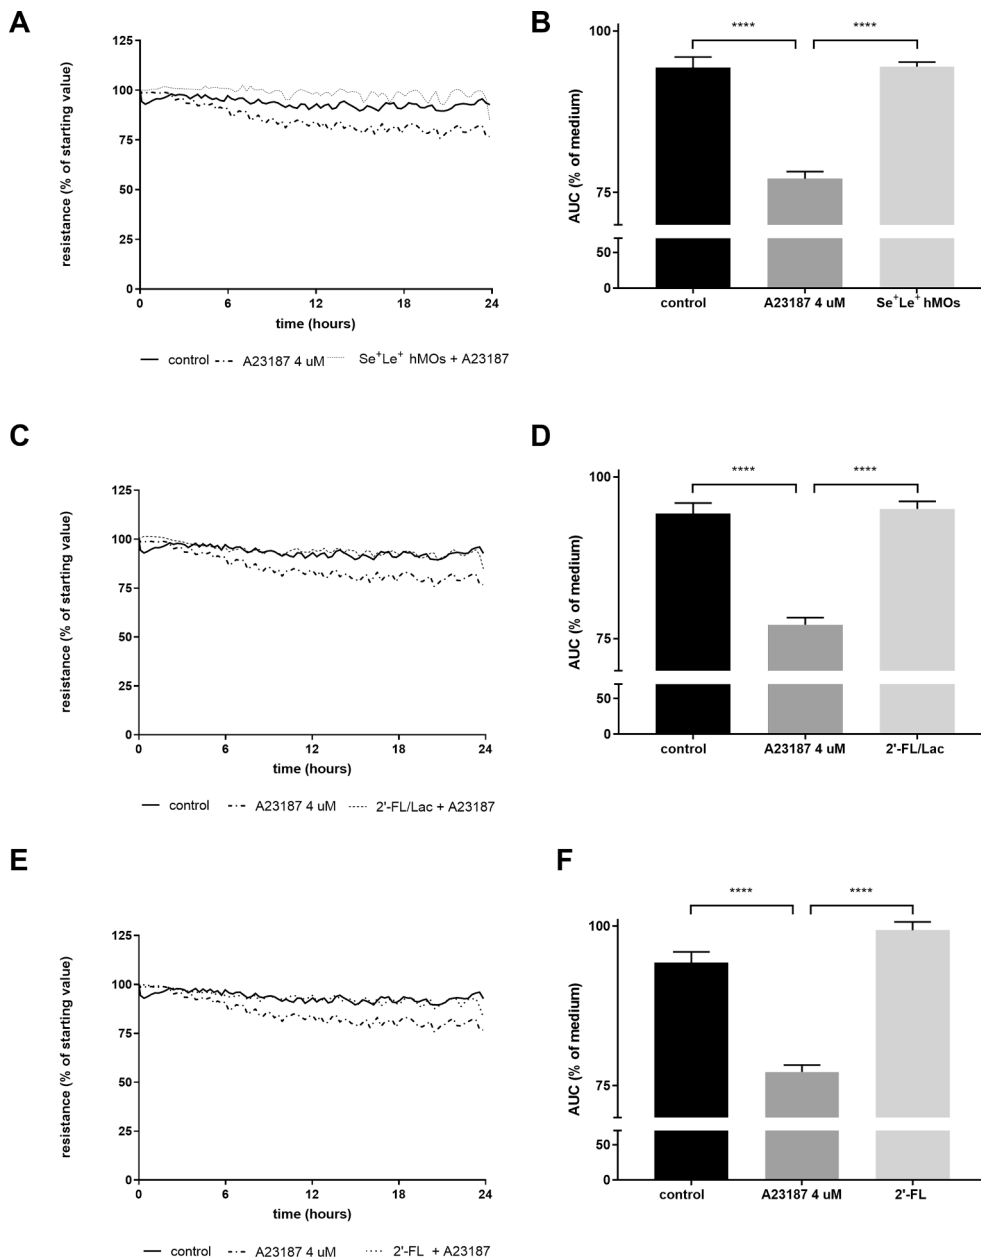 A
resistance (% of starting value)
125
100
75
50
25
0
0 6 12 18 24
time (hours)
control A23187 4 uM Se+Le+ hMOs + A23187
B
AUC (% of medium)
100
75
50
0
**** ****
control A23187 4 uM Se+Le+ hMOs
C
resistance (% of starting value)
125
100
75
50
25
0
0 6 12 18 24
time (hours)
control A23187 4 uM 2'-FL/Lac + A23187
D
AUC (% of medium)
100
75
50
0
**** ****
control A23187 4 uM 2'-FL/Lac
E
resistance (% of starting value)
125
100
75
50
25
0
0 6 12 18 24
time (hours)
control A23187 4 uM 2'-FL + A23187
F
AUC (% of medium)
100
75
50
0
**** ****
control A23187 4 uM 2'-FL